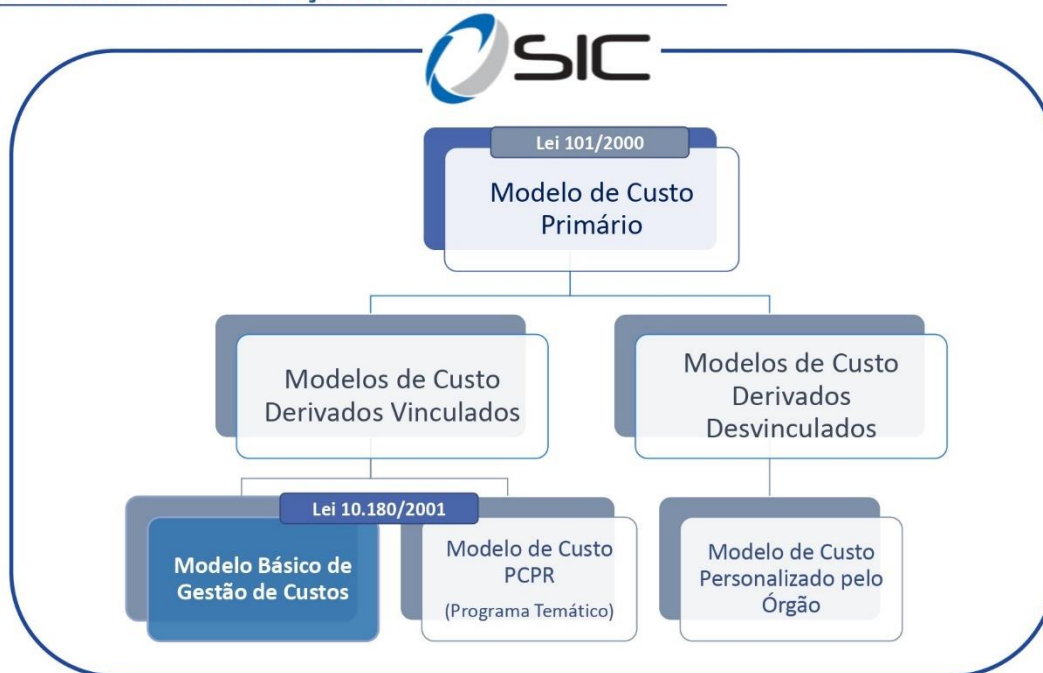 SIC
Lei 101/2000
Modelo de Custo
Primário
Modelos de Custo
Derivados Vinculados
Modelos de Custo
Derivados
Desvinculados
Lei 10.180/2001
Modelo Básico de
Gestão de Custos
Modelo de Custo
PCPR
(Programa Temático)
Modelo de Custo
Personalizado pelo
Órgão